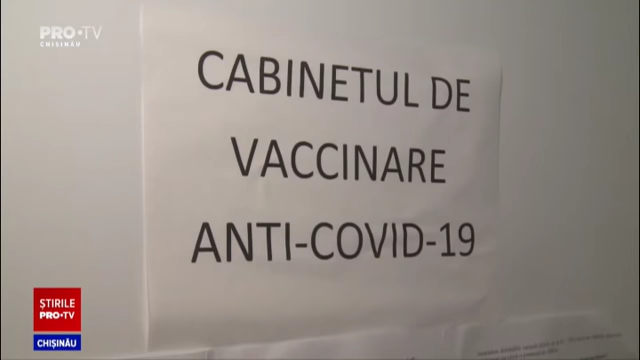 PRO•TV
CHIȘINĂU
CABINETUL DE
VACCINARE
ANTI-COVID-19
ȘTIRILE
PRO•TV
CHIȘINĂU